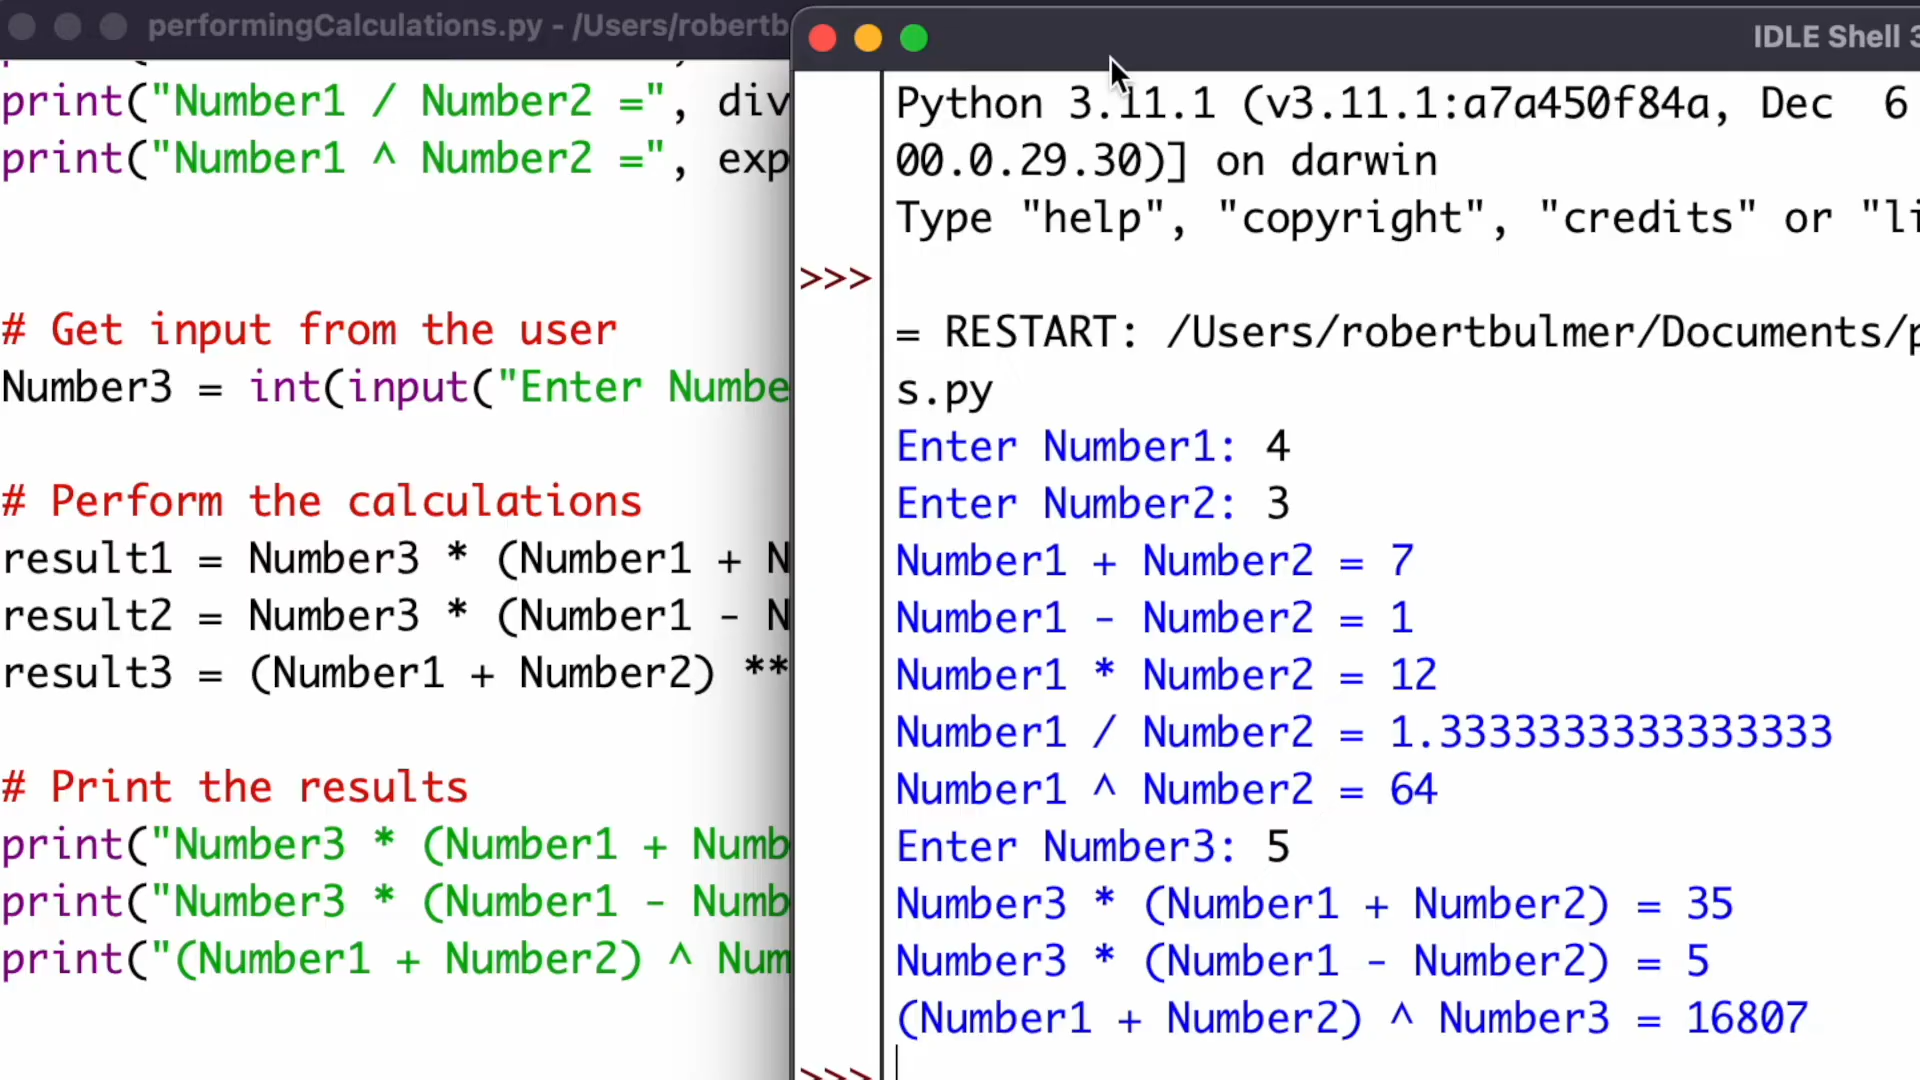 performingCalculations.py - /Users/robertb
print("Number1 / Number2 =", div
print("Number1 ^ Number2 =", exp
# Get input from the user
Number3 = int(input("Enter Numbe
# Perform the calculations
result1 = Number3 * (Number1 + N
result2 = Number3 * (Number1 - N
result3 = (Number1 + Number2) **
# Print the results
print("Number3 * (Number1 + Numb
print("Number3 * (Number1 - Numb
print("(Number1 + Number2) ^ Num
IDLE Shell 3
Python 3.11.1 (v3.11.1:a7a450f84a, Dec  6
00.0.29.30)] on darwin
Type "help", "copyright", "credits" or "li
>>>
= RESTART: /Users/robertbulmer/Documents/p
s.py
Enter Number1: 4
Enter Number2: 3
Number1 + Number2 = 7
Number1 - Number2 = 1
Number1 * Number2 = 12
Number1 / Number2 = 1.3333333333333333
Number1 ^ Number2 = 64
Enter Number3: 5
Number3 * (Number1 + Number2) = 35
Number3 * (Number1 - Number2) = 5
(Number1 + Number2) ^ Number3 = 16807
>>>